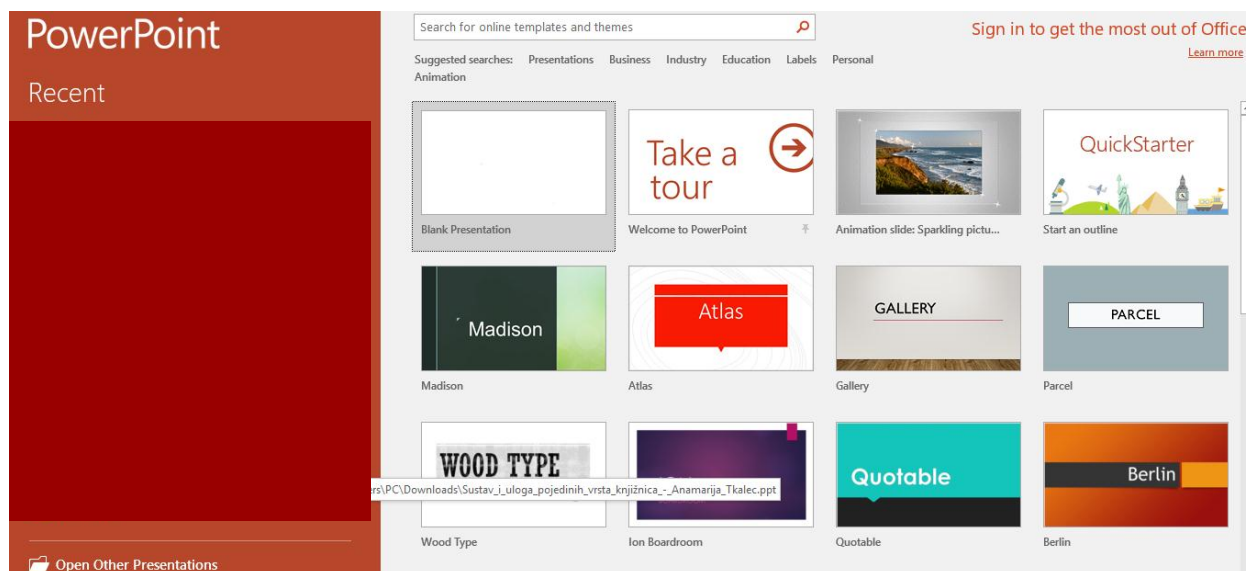 PowerPoint
Recent
Open Other Presentations
Search for online templates and themes
Sign in to get the most out of Office
Learn more
Suggested searches: Presentations Business Industry Education Labels Personal
Animation
Take a
tour
QuickStarter
Blank Presentation
Welcome to PowerPoint
Animation slide: Sparkling pictu...
Start an outline
Madison
Atlas
GALLERY
PARCEL
Madison
Atlas
Gallery
Parcel
WOOD TYPE
ers\PC\Downloads\Sustav_i_uloga_pojedinih_vrsta_knjižnica_-_Anamarija_Tkalec.ppt
Quotable
Berlin
Wood Type
Ion Boardroom
Quotable
Berlin